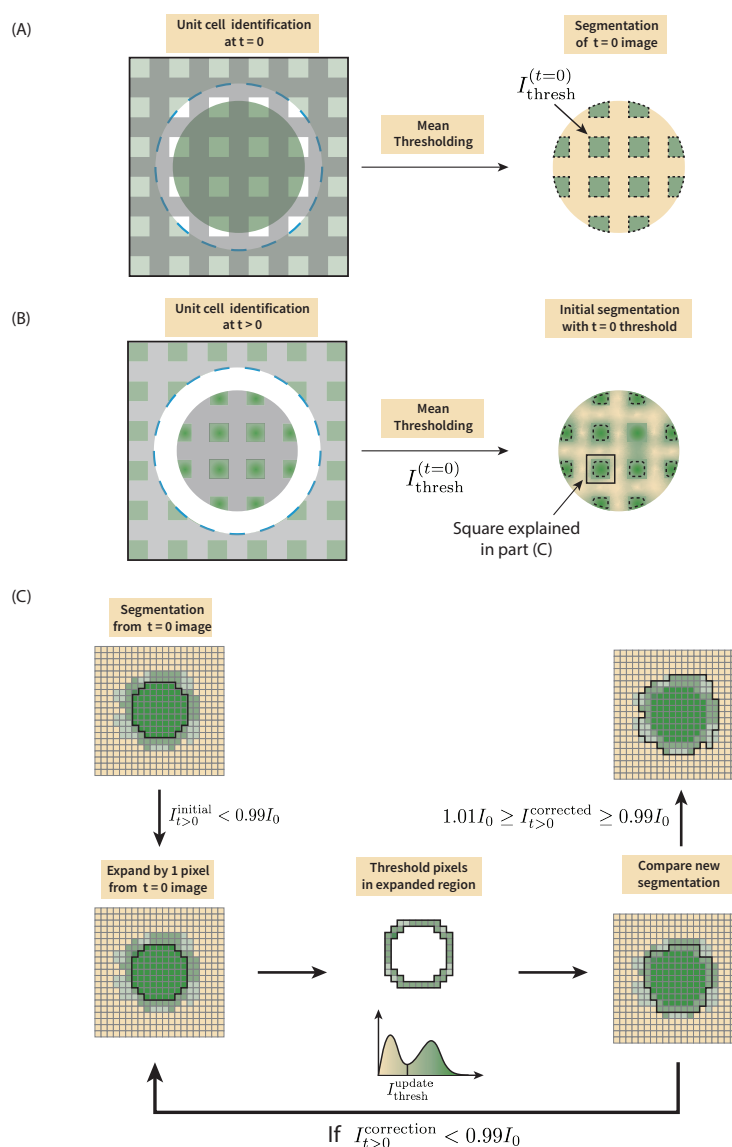 (A)
Unit cell identification
at t = 0
Mean
Thresholding
Segmentation
of t = 0 image
I_thresh^(t=0)
(B)
Unit cell identification
at t > 0
Mean
Thresholding
I_thresh^(t=0)
Initial segmentation
with t = 0 threshold
Square explained
in part (C)
(C)
Segmentation
from t = 0 image
I_{t>0}^initial < 0.99I_0
1.01I_0 ≥ I_{t>0}^corrected ≥ 0.99I_0
Expand by 1 pixel
from t = 0 image
Threshold pixels
in expanded region
Compare new
segmentation
I_thresh^update
If I_{t>0}^correction < 0.99I_0